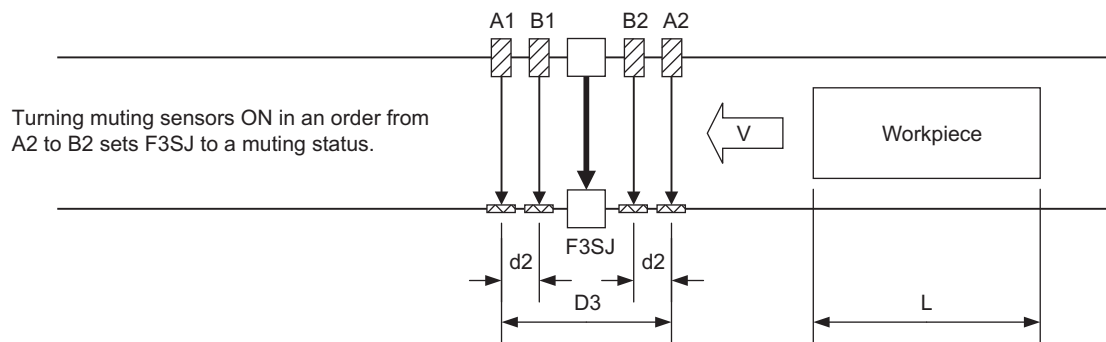 A1 B1 B2 A2
Turning muting sensors ON in an order from
A2 to B2 sets F3SJ to a muting status.
V
Workpiece
F3SJ
d2 d2
D3 L